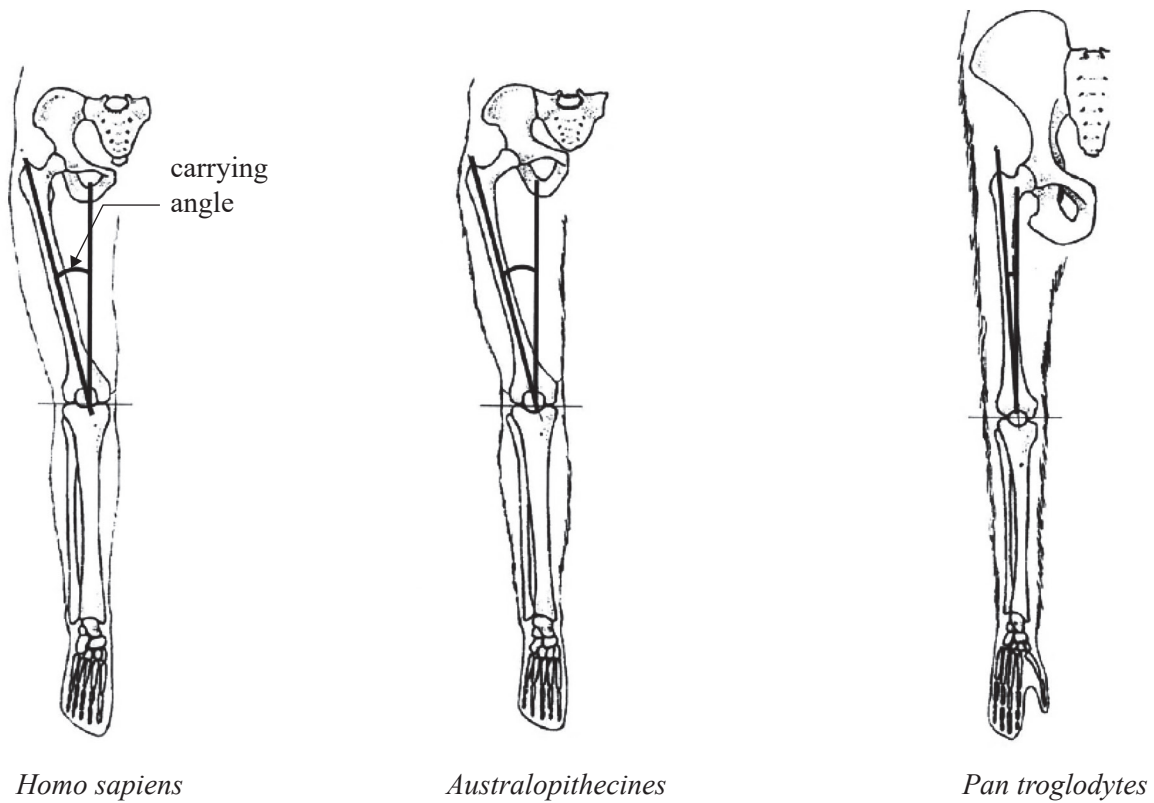 carrying
angle
Homo sapiens
Australopithecines
Pan troglodytes